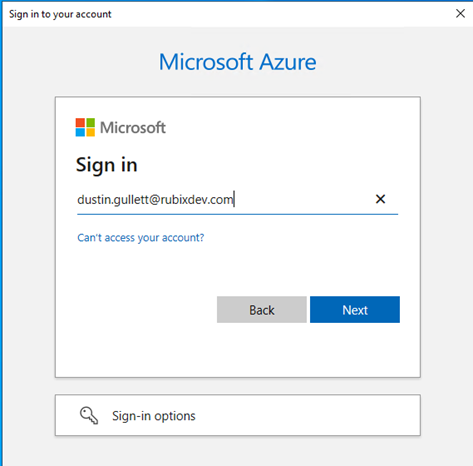 Sign in to your account
Microsoft Azure
Microsoft
Sign in
dustin.gullett@rubixdev.com
Can't access your account?
Back Next
Sign-in options